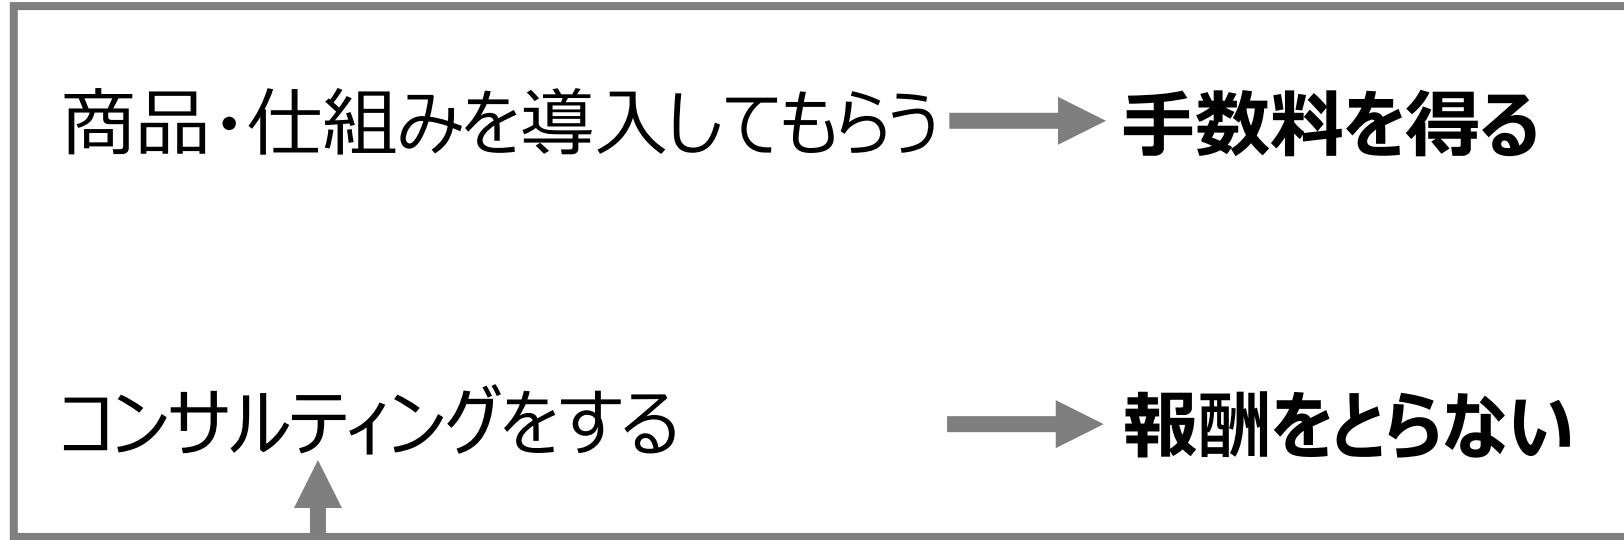 商品・仕組みを導入してもらう
手数料を得る
コンサルティングをする
報酬をとらない